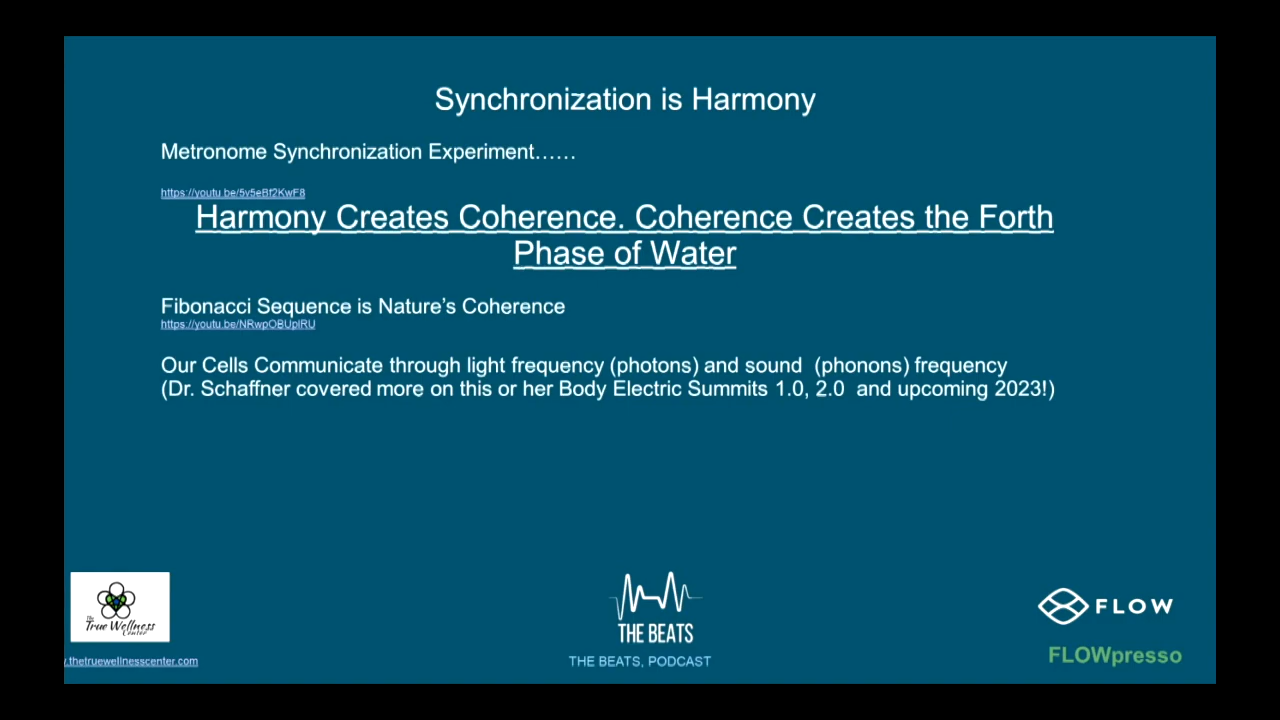 Synchronization is Harmony
Metronome Synchronization Experiment……
https://youtu.be/5v5eBf2KwF8
Harmony Creates Coherence. Coherence Creates the Forth
Phase of Water
Fibonacci Sequence is Nature's Coherence
https://youtu.be/NRwpOBUplRU
Our Cells Communicate through light frequency (photons) and sound (phonons) frequency
(Dr. Schaffner covered more on this or her Body Electric Summits 1.0, 2.0 and upcoming 2023!)
The
True Wellness
Center
.thetruewellnesscenter.com
THE BEATS
THE BEATS, PODCAST
FLOW
FLOWpresso